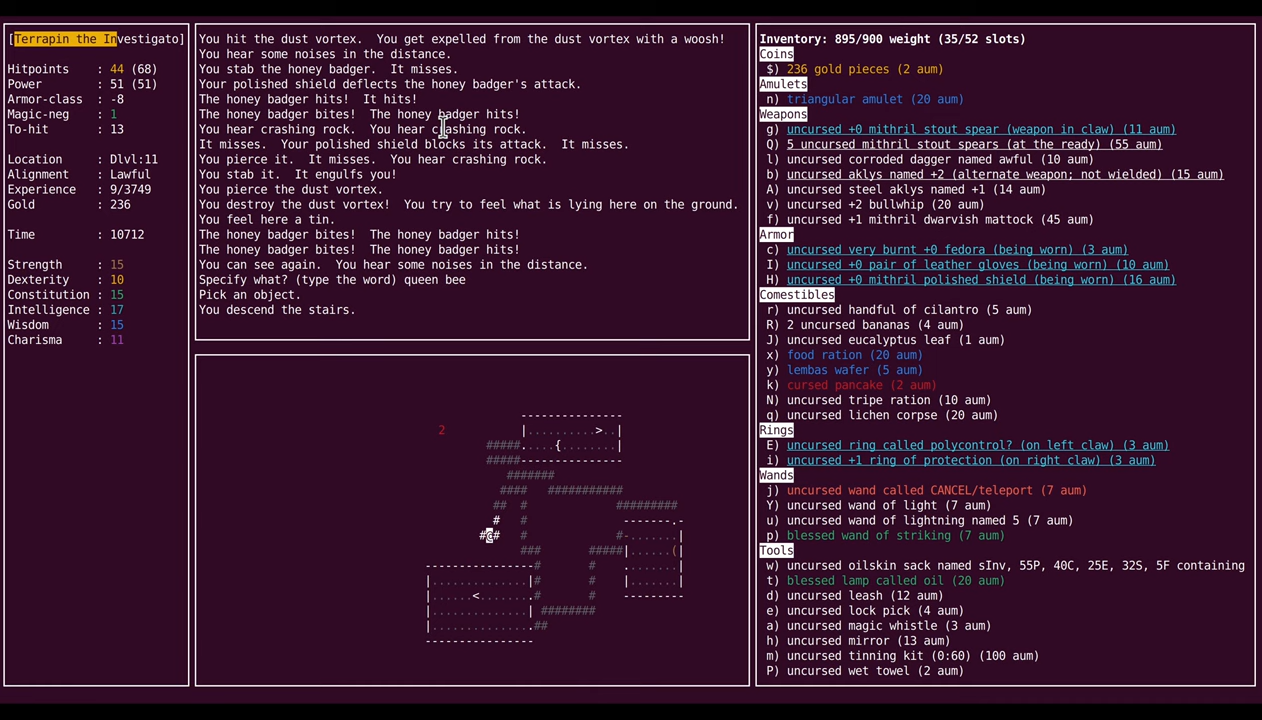 [Terrapin the Investigato]
Hitpoints : 44 (68)
Power : 51 (51)
Armor-class : -8
Magic-neg : 1
To-hit : 13
Location : Dlvl:11
Alignment : Lawful
Experience : 9/3749
Gold : 236
Time : 10712
Strength : 15
Dexterity : 10
Constitution : 15
Intelligence : 17
Wisdom : 15
Charisma : 11
You hit the dust vortex.  You get expelled from the dust vortex with a woosh!
You hear some noises in the distance.
You stab the honey badger.  It misses.
Your polished shield deflects the honey badger's attack.
The honey badger hits!  It hits!
The honey badger bites!  The honey badger hits!
You hear crashing rock.  You hear crashing rock.
It misses.  Your polished shield blocks its attack.  It misses.
You pierce it.  It misses.  You hear crashing rock.
You stab it.  It engulfs you!
You pierce the dust vortex.
You destroy the dust vortex!  You try to feel what is lying here on the ground.
You feel here a tin.
The honey badger bites!  The honey badger hits!
The honey badger bites!  The honey badger hits!
You can see again.  You hear some noises in the distance.
Specify what? (type the word) queen bee
Pick an object.
You descend the stairs.
---------------
2 |..........>..|
#####.....{........|
#####---------------
#######
#### ###########
## # #########
# # -------.-
#@# # #-.......|
### #####|......(|
---------------# # .......|
|.............|# # |.......|
|.....<........# # ---------
|.............| ########
|..............##
---------------
Inventory: 895/900 weight (35/52 slots)
Coins
$) 236 gold pieces (2 aum)
Amulets
n) triangular amulet (20 aum)
Weapons
g) uncursed +0 mithril stout spear (weapon in claw) (11 aum)
Q) 5 uncursed mithril stout spears (at the ready) (55 aum)
l) uncursed corroded dagger named awful (10 aum)
b) uncursed aklys named +2 (alternate weapon; not wielded) (15 aum)
A) uncursed steel aklys named +1 (14 aum)
v) uncursed +2 bullwhip (20 aum)
f) uncursed +1 mithril dwarvish mattock (45 aum)
Armor
c) uncursed very burnt +0 fedora (being worn) (3 aum)
I) uncursed +0 pair of leather gloves (being worn) (10 aum)
H) uncursed +0 mithril polished shield (being worn) (16 aum)
Comestibles
r) uncursed handful of cilantro (5 aum)
R) 2 uncursed bananas (4 aum)
J) uncursed eucalyptus leaf (1 aum)
x) food ration (20 aum)
y) lembas wafer (5 aum)
k) cursed pancake (2 aum)
N) uncursed tripe ration (10 aum)
q) uncursed lichen corpse (20 aum)
Rings
E) uncursed ring called polycontrol? (on left claw) (3 aum)
i) uncursed +1 ring of protection (on right claw) (3 aum)
Wands
j) uncursed wand called CANCEL/teleport (7 aum)
Y) uncursed wand of light (7 aum)
u) uncursed wand of lightning named 5 (7 aum)
p) blessed wand of striking (7 aum)
Tools
w) uncursed oilskin sack named sInv, 55P, 40C, 25E, 32S, 5F containing
t) blessed lamp called oil (20 aum)
d) uncursed leash (12 aum)
e) uncursed lock pick (4 aum)
a) uncursed magic whistle (3 aum)
h) uncursed mirror (13 aum)
m) uncursed tinning kit (0:60) (100 aum)
P) uncursed wet towel (2 aum)